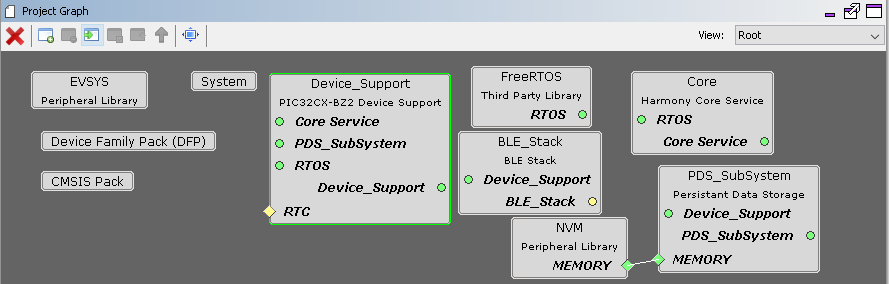 Project Graph
View: Root
EVSYS
Peripheral Library
System
Device Family Pack (DFP)
CMSIS Pack
Device_Support
PIC32CX-BZ2 Device Support
Core Service
PDS_SubSystem
RTOS
Device_Support
RTC
FreeRTOS
Third Party Library
RTOS
BLE_Stack
BLE Stack
Device_Support
BLE_Stack
NVM
Peripheral Library
MEMORY
Core
Harmony Core Service
RTOS
Core Service
PDS_SubSystem
Persistant Data Storage
Device_Support
PDS_SubSystem
MEMORY